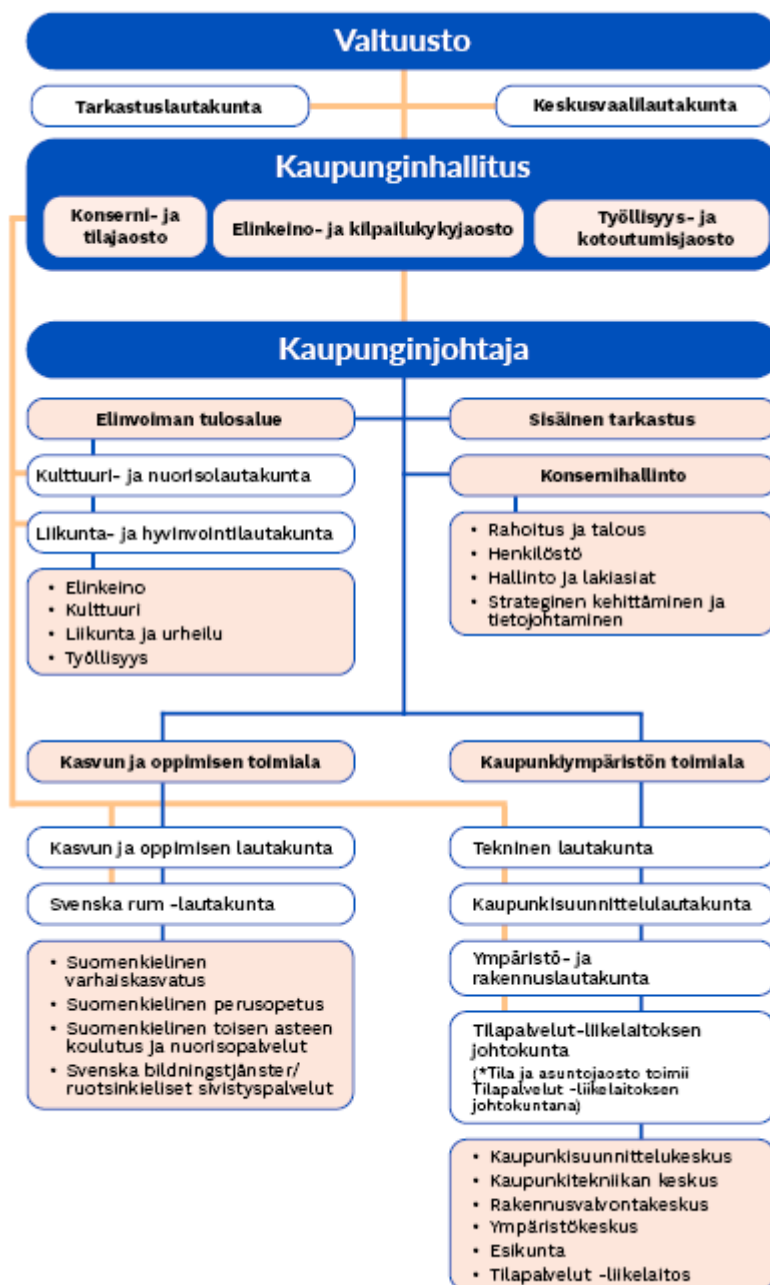 Valtuusto
Tarkastuslautakunta
Keskusvaalilautakunta
Kaupunginhallitus
Konserni- ja
tilajaosto
Elinkeino- ja kilpailukykyjaosto
Työllisyys- ja
kotoutumisjaosto
Kaupunginjohtaja
Elinvoiman tulosalue
Sisäinen tarkastus
Kulttuuri- ja nuorisolautakunta
Konsernihallinto
Liikunta- ja hyvinvointilautakunta
• Rahoitus ja talous
• Henkilöstö
• Hallinto ja lakiasiat
• Strateginen kehittäminen ja
tietojohtaminen
• Elinkeino
• Kulttuuri
• Liikunta ja urheilu
• Työllisyys
Kasvun ja oppimisen toimiala
Kaupunkiympäristön toimiala
Kasvun ja oppimisen lautakunta
Svenska rum -lautakunta
• Suomenkielinen
varhaiskasvatus
• Suomenkielinen perusopetus
• Suomenkielinen toisen asteen
koulutus ja nuorisopalvelut
• Svenska bildningstjänster/
ruotsinkieliset sivistyspalvelut
Tekninen lautakunta
Kaupunkisuunnittelulautakunta
Ympäristö- ja
rakennuslautakunta
Tilapalvelut-liikelaitoksen
johtokunta
(*Tila ja asuntojaosto toimii
Tilapalvelut -liikelaitoksen
johtokuntana)
• Kaupunkisuunnittelukeskus
• Kaupunkitekniikan keskus
• Rakennusvalvontakeskus
• Ympäristökeskus
• Esikunta
• Tilapalvelut -liikelaitos